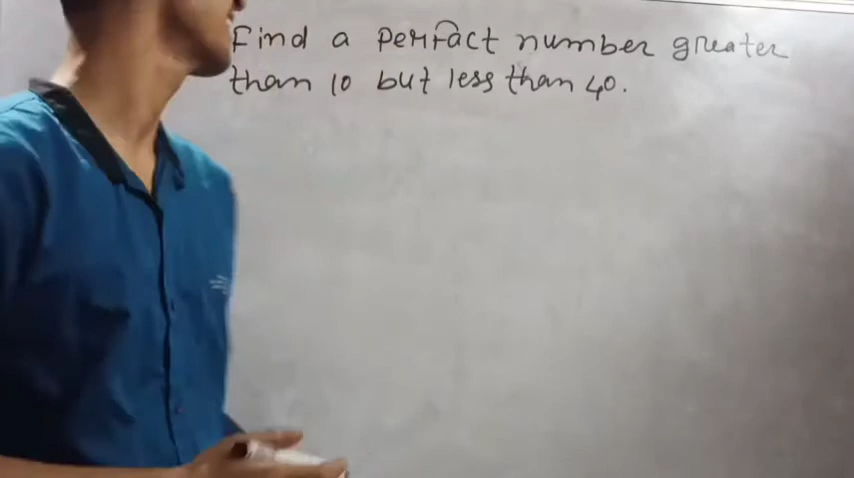 Find a perfact number greater
than 10 but less than 40.